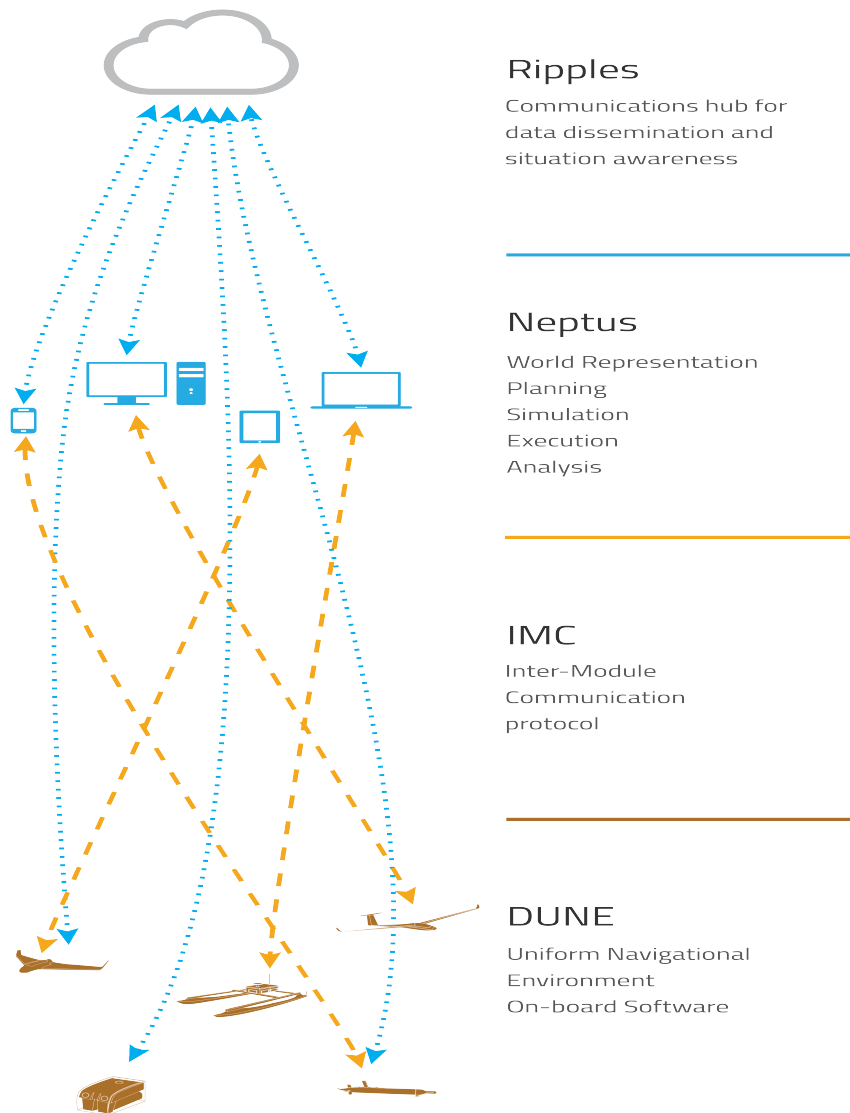 Ripples
Communications hub for
data dissemination and
situation awareness
Neptus
World Representation
Planning
Simulation
Execution
Analysis
IMC
Inter-Module
Communication
protocol
DUNE
Uniform Navigational
Environment
On-board Software